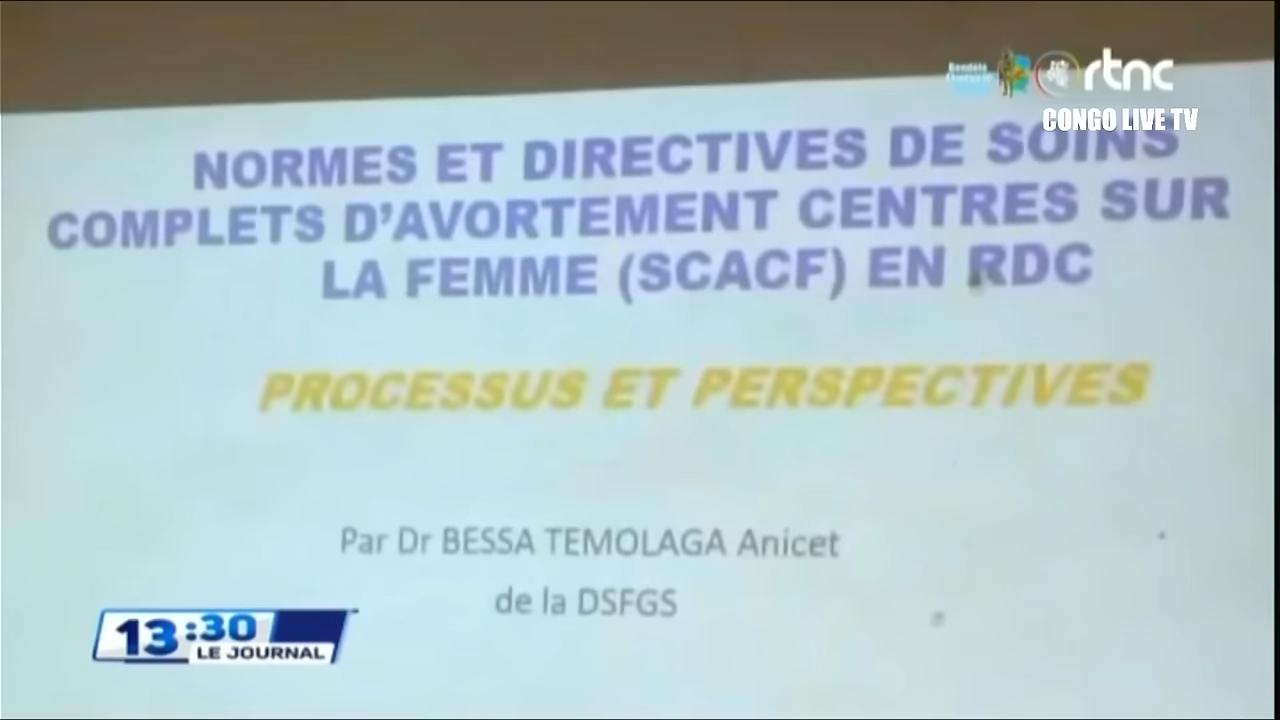 rtnc
CONGO LIVE TV
NORMES ET DIRECTIVES DE SOINS
COMPLETS D'AVORTEMENT CENTRES SUR
LA FEMME (SCACF) EN RDC
PROCESSUS ET PERSPECTIVES
Par Dr BESSA TEMOLAGA Anicet
de la DSFGS
13:30
LE JOURNAL